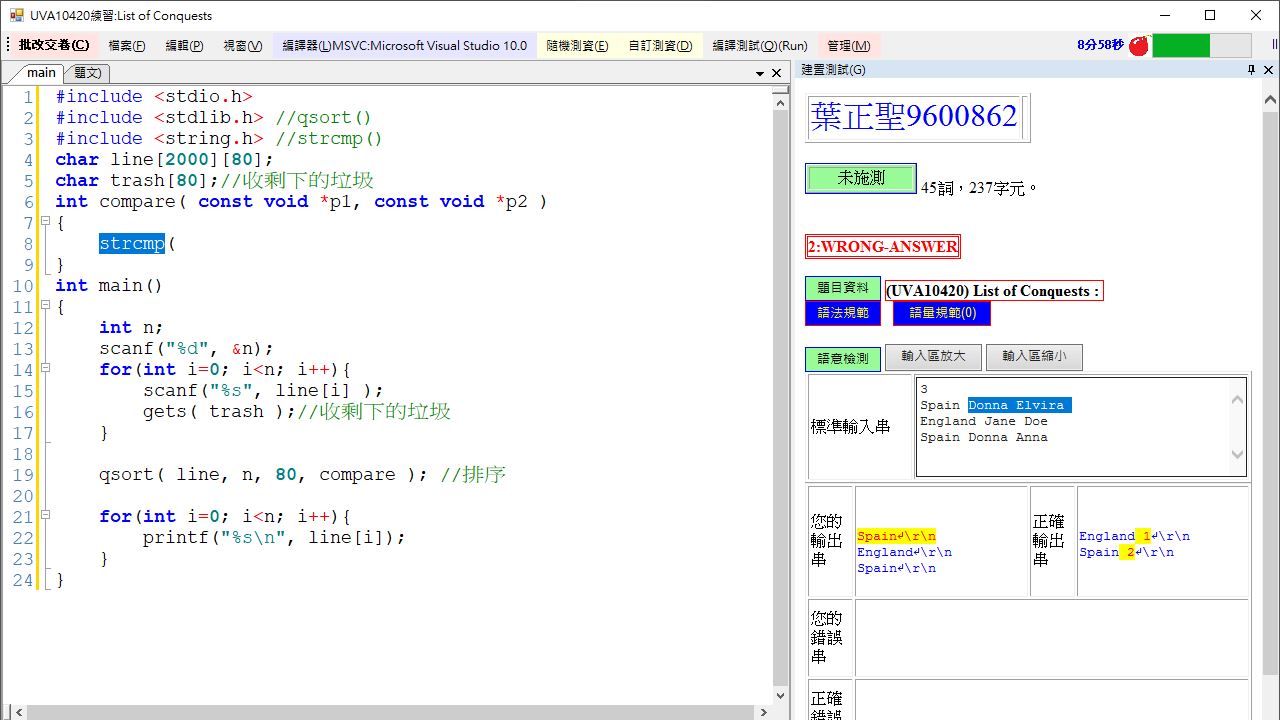 UVA10420練習:List of Conquests
批改交卷(C) 檔案(F) 編輯(P) 視窗(V) 編譯器(L)MSVC:Microsoft Visual Studio 10.0 隨機測資(E) 自訂測資(D) 編譯測試(Q)(Run) 管理(M) 8分58秒
main 題文)
1 #include <stdio.h>
2 #include <stdlib.h> //qsort()
3 #include <string.h> //strcmp()
4 char line[2000][80];
5 char trash[80];//收剩下的垃圾
6 int compare( const void *p1, const void *p2 )
7 {
8 strcmp(
9 }
10 int main()
11 {
12 int n;
13 scanf("%d", &n);
14 for(int i=0; i<n; i++){
15 scanf("%s", line[i] );
16 gets( trash );//收剩下的垃圾
17 }
18
19 qsort( line, n, 80, compare ); //排序
20
21 for(int i=0; i<n; i++){
22 printf("%s\n", line[i]);
23 }
24 }
建置測試(G)
葉正聖9600862
未施測 45詞，237字元。
2:WRONG-ANSWER
題目資料 (UVA10420) List of Conquests :
語法規範 語量規範(0)
語意檢測 輸入區放大 輸入區縮小
標準輸入串
3
Spain Donna Elvira
England Jane Doe
Spain Donna Anna
您的
輸出
串
Spain↵\r\n
England↵\r\n
Spain↵\r\n
正確
輸出
串
England 1↵\r\n
Spain 2↵\r\n
您的
錯誤
串
正確
錯誤